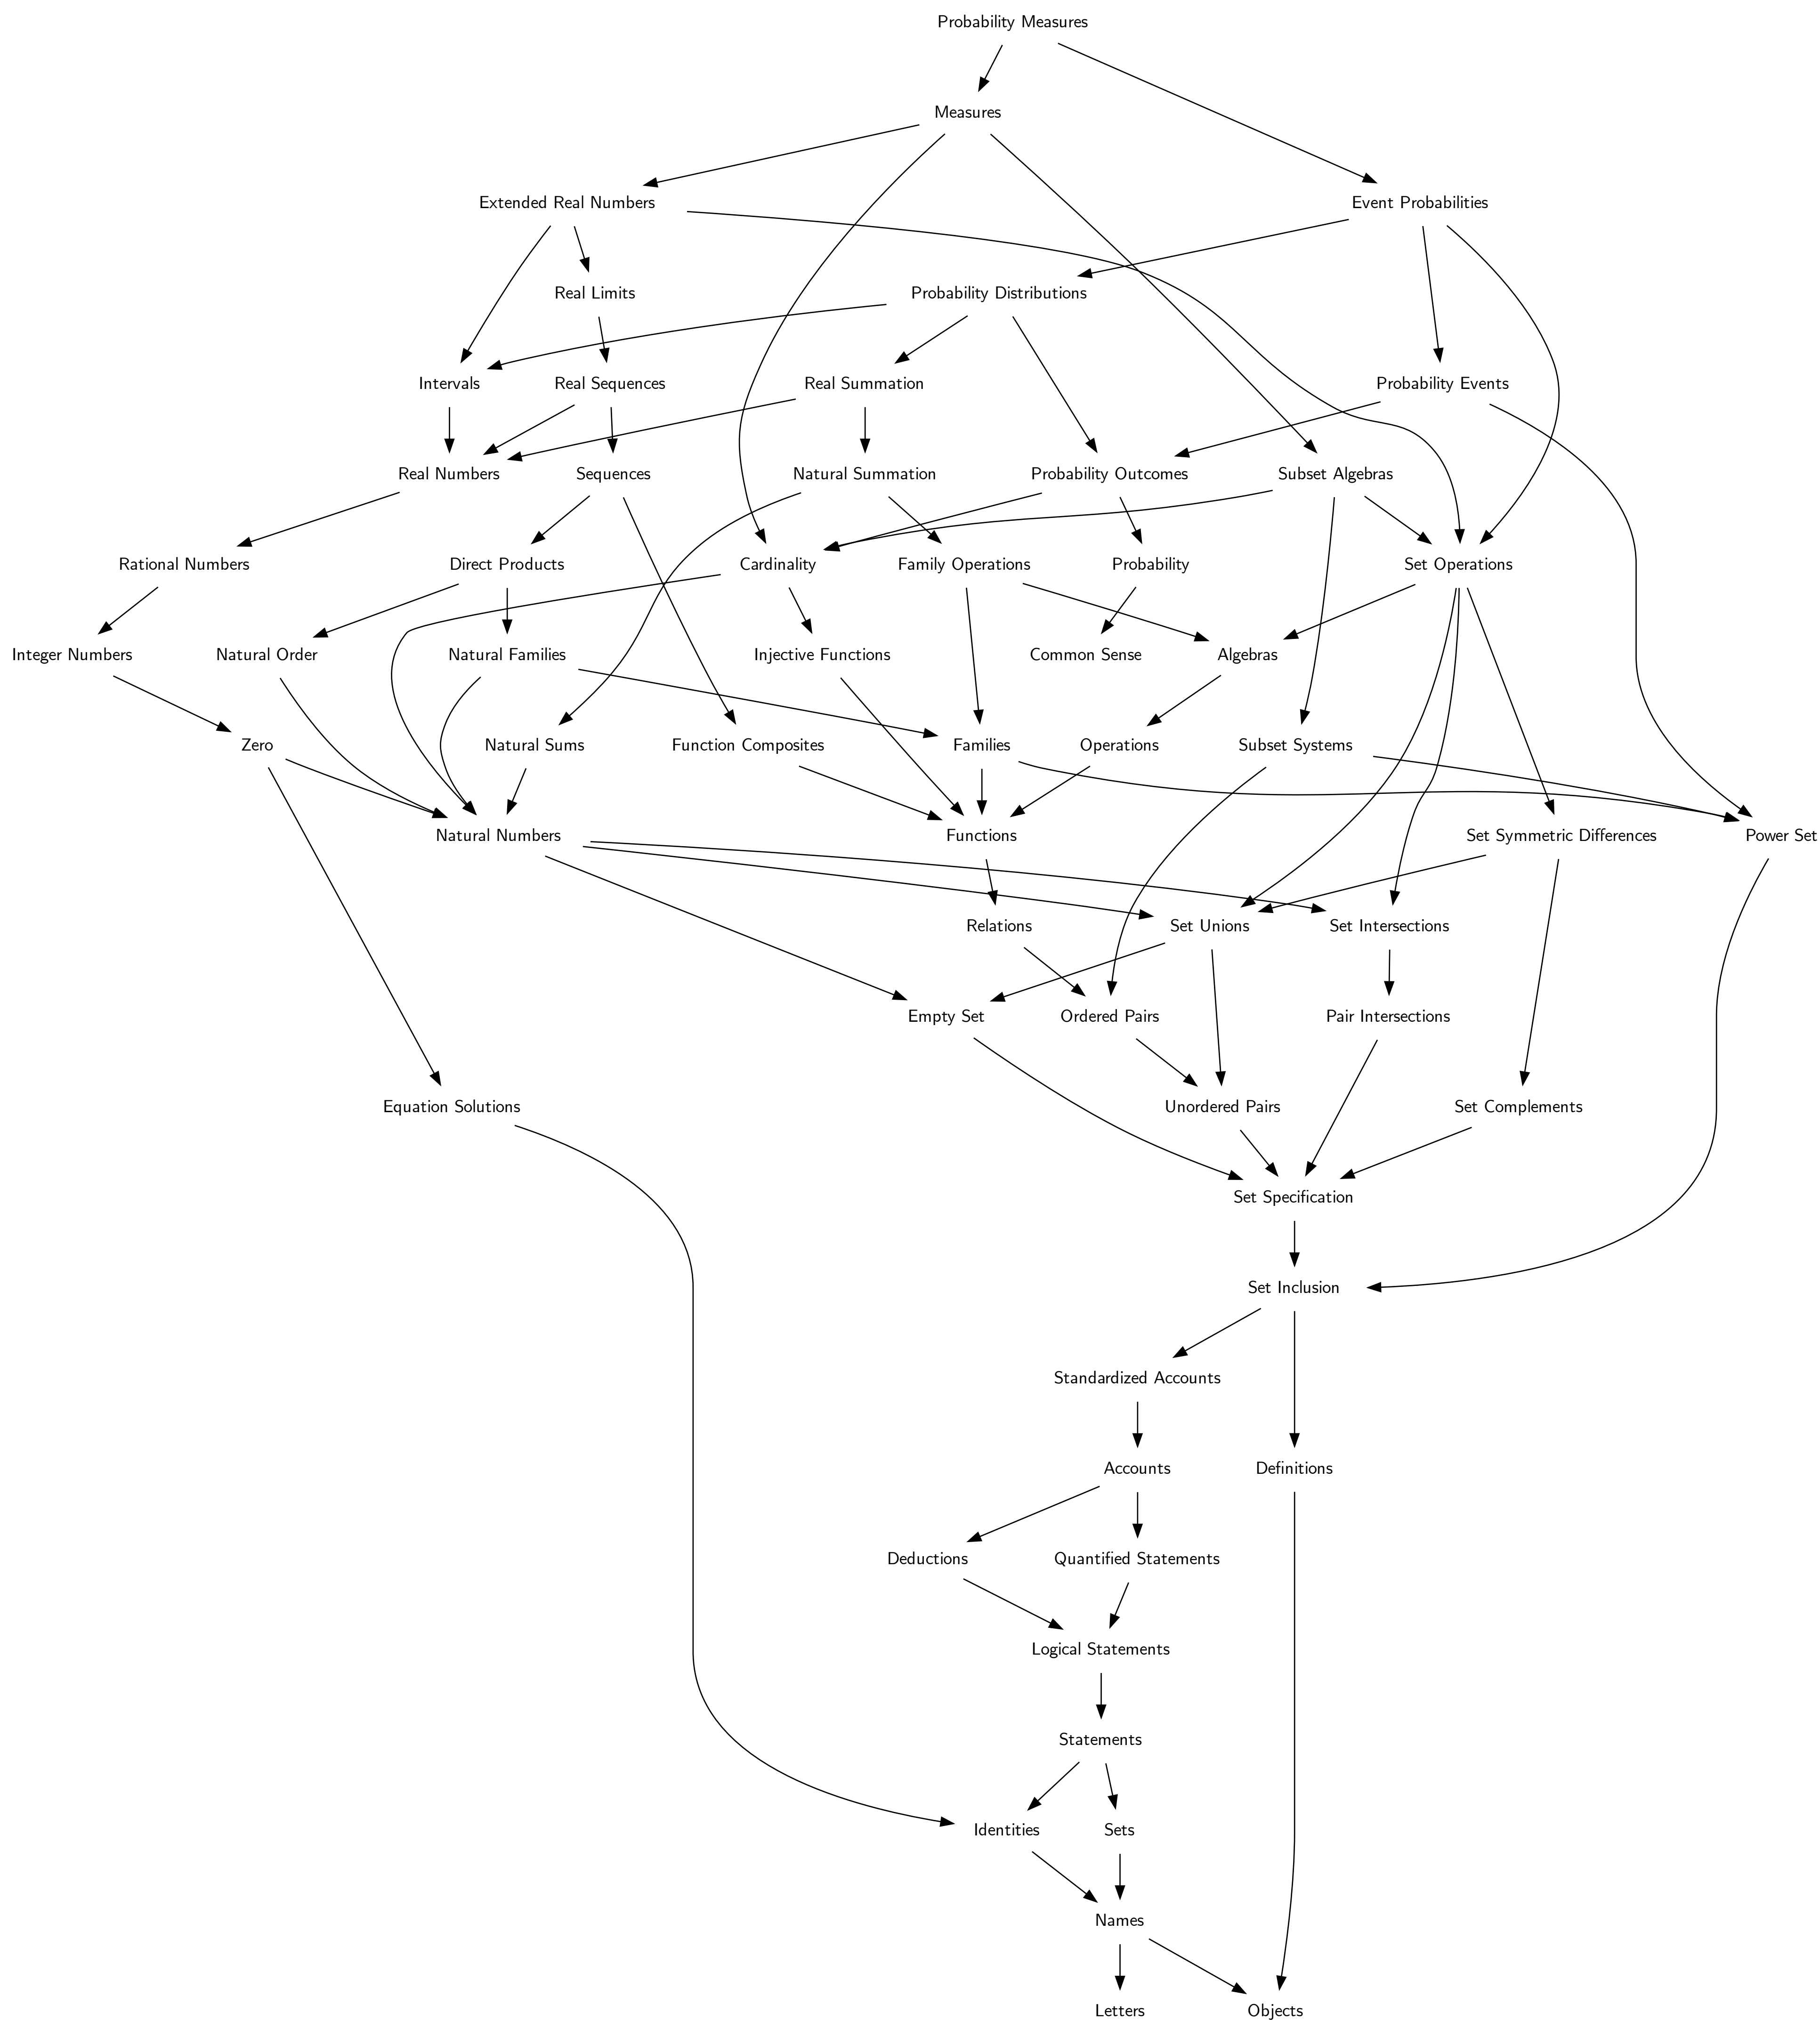 Probability Measures
Measures
Extended Real Numbers
Event Probabilities
Real Limits
Probability Distributions
Intervals
Real Sequences
Real Summation
Probability Events
Real Numbers
Sequences
Natural Summation
Probability Outcomes
Subset Algebras
Rational Numbers
Direct Products
Cardinality
Family Operations
Probability
Set Operations
Integer Numbers
Natural Order
Natural Families
Injective Functions
Common Sense
Algebras
Zero
Natural Sums
Function Composites
Families
Operations
Subset Systems
Natural Numbers
Functions
Set Symmetric Differences
Power Set
Relations
Set Unions
Set Intersections
Empty Set
Ordered Pairs
Pair Intersections
Equation Solutions
Unordered Pairs
Set Complements
Set Specification
Set Inclusion
Standardized Accounts
Accounts
Definitions
Deductions
Quantified Statements
Logical Statements
Statements
Identities
Sets
Names
Letters
Objects